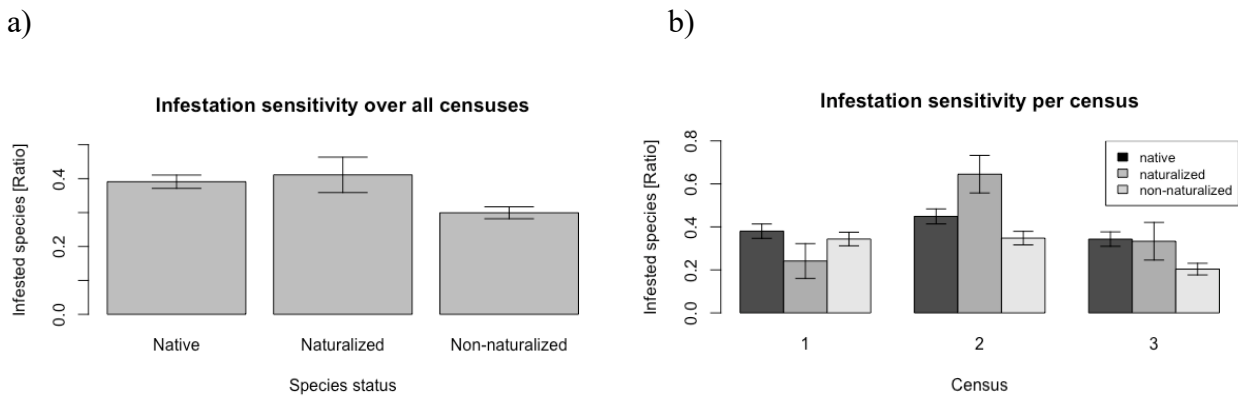 a)
Infestation sensitivity over all censuses
Infested species [Ratio]
0.4
0.2
0.0
Native Naturalized Non-naturalized
Species status
b)
Infestation sensitivity per census
Infested species [Ratio]
0.8
0.6
0.4
0.2
0.0
native
naturalized
non-naturalized
1 2 3
Census